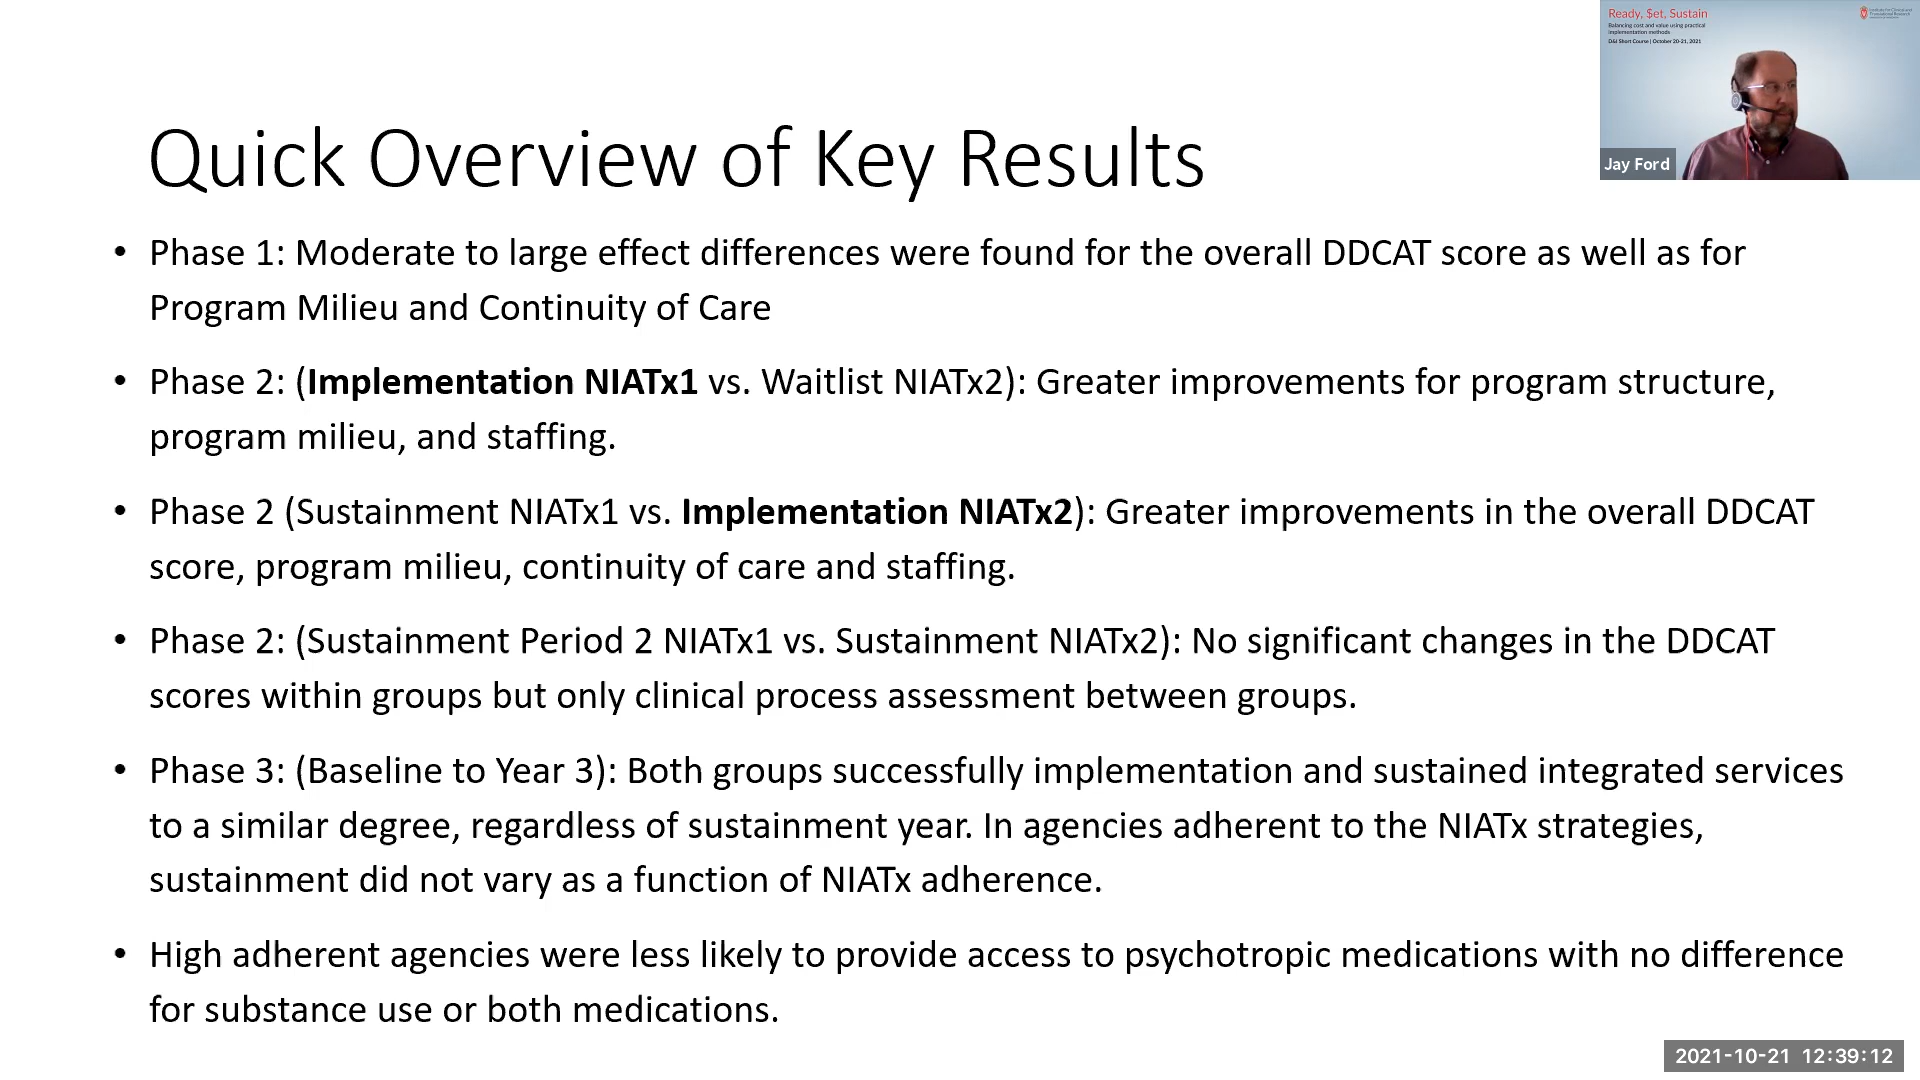 Ready, $et, Sustain
Balancing cost and value using practical
implementation methods
D&I Short Course | October 20-21, 2021
Institute for Clinical and
Translational Research
Jay Ford
Quick Overview of Key Results
• Phase 1: Moderate to large effect differences were found for the overall DDCAT score as well as for
Program Milieu and Continuity of Care
• Phase 2: (Implementation NIATx1 vs. Waitlist NIATx2): Greater improvements for program structure,
program milieu, and staffing.
• Phase 2 (Sustainment NIATx1 vs. Implementation NIATx2): Greater improvements in the overall DDCAT
score, program milieu, continuity of care and staffing.
• Phase 2: (Sustainment Period 2 NIATx1 vs. Sustainment NIATx2): No significant changes in the DDCAT
scores within groups but only clinical process assessment between groups.
• Phase 3: (Baseline to Year 3): Both groups successfully implementation and sustained integrated services
to a similar degree, regardless of sustainment year. In agencies adherent to the NIATx strategies,
sustainment did not vary as a function of NIATx adherence.
• High adherent agencies were less likely to provide access to psychotropic medications with no difference
for substance use or both medications.
2021-10-21 12:39:12